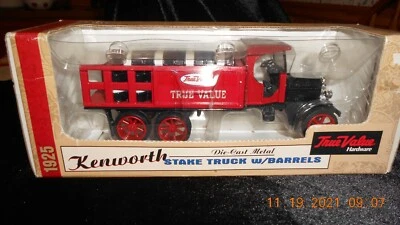 True Value
TRUE VALUE
1925
Kenworth
Die-Cast Metal
STAKE TRUCK W/BARRELS
True Value
Hardware
11 19 2021 09 07